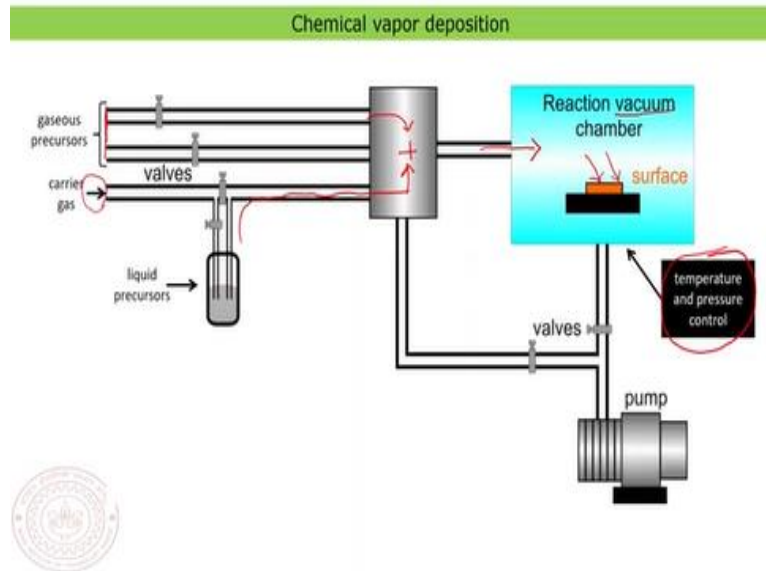 Chemical vapor deposition
gaseous
precursors
valves
carrier
gas
liquid
precursors
Reaction vacuum
chamber
surface
temperature
and pressure
control
valves
pump